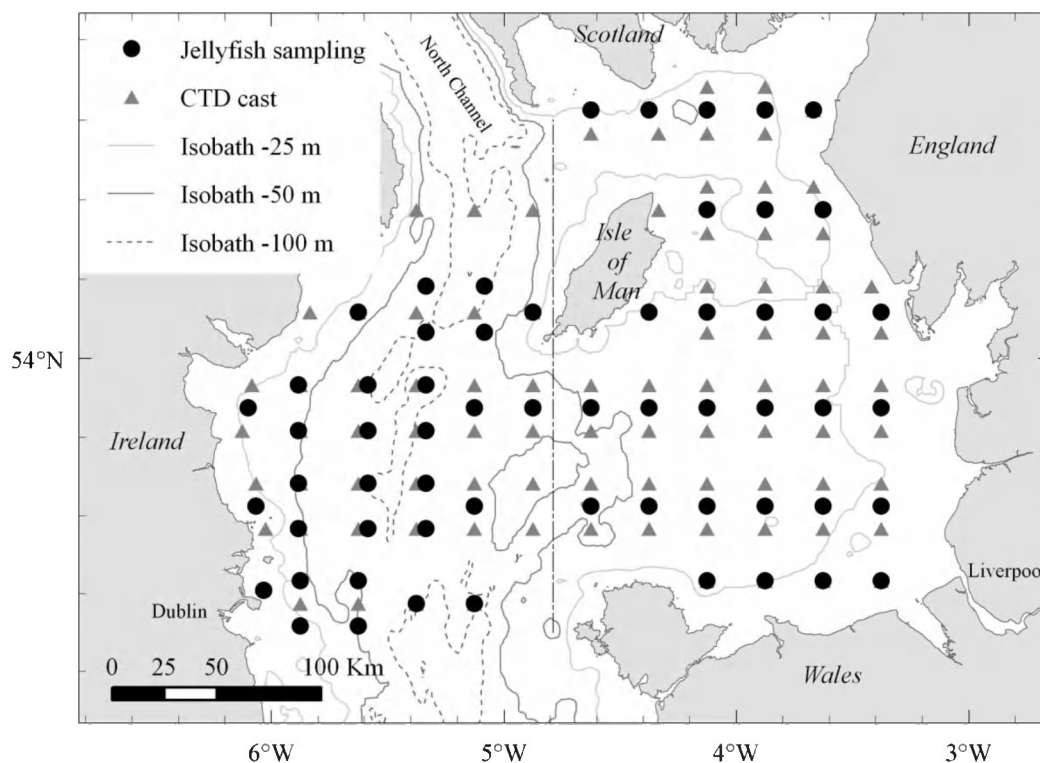 Jellyfish sampling
CTD cast
Isobath -25 m
Isobath -50 m
Isobath -100 m
North Channel
Scotland
England
Isle
of
Man
54°N
Ireland
Dublin
Liverpoo
Wales
0 25 50 100 Km
6°W 5°W 4°W 3°W